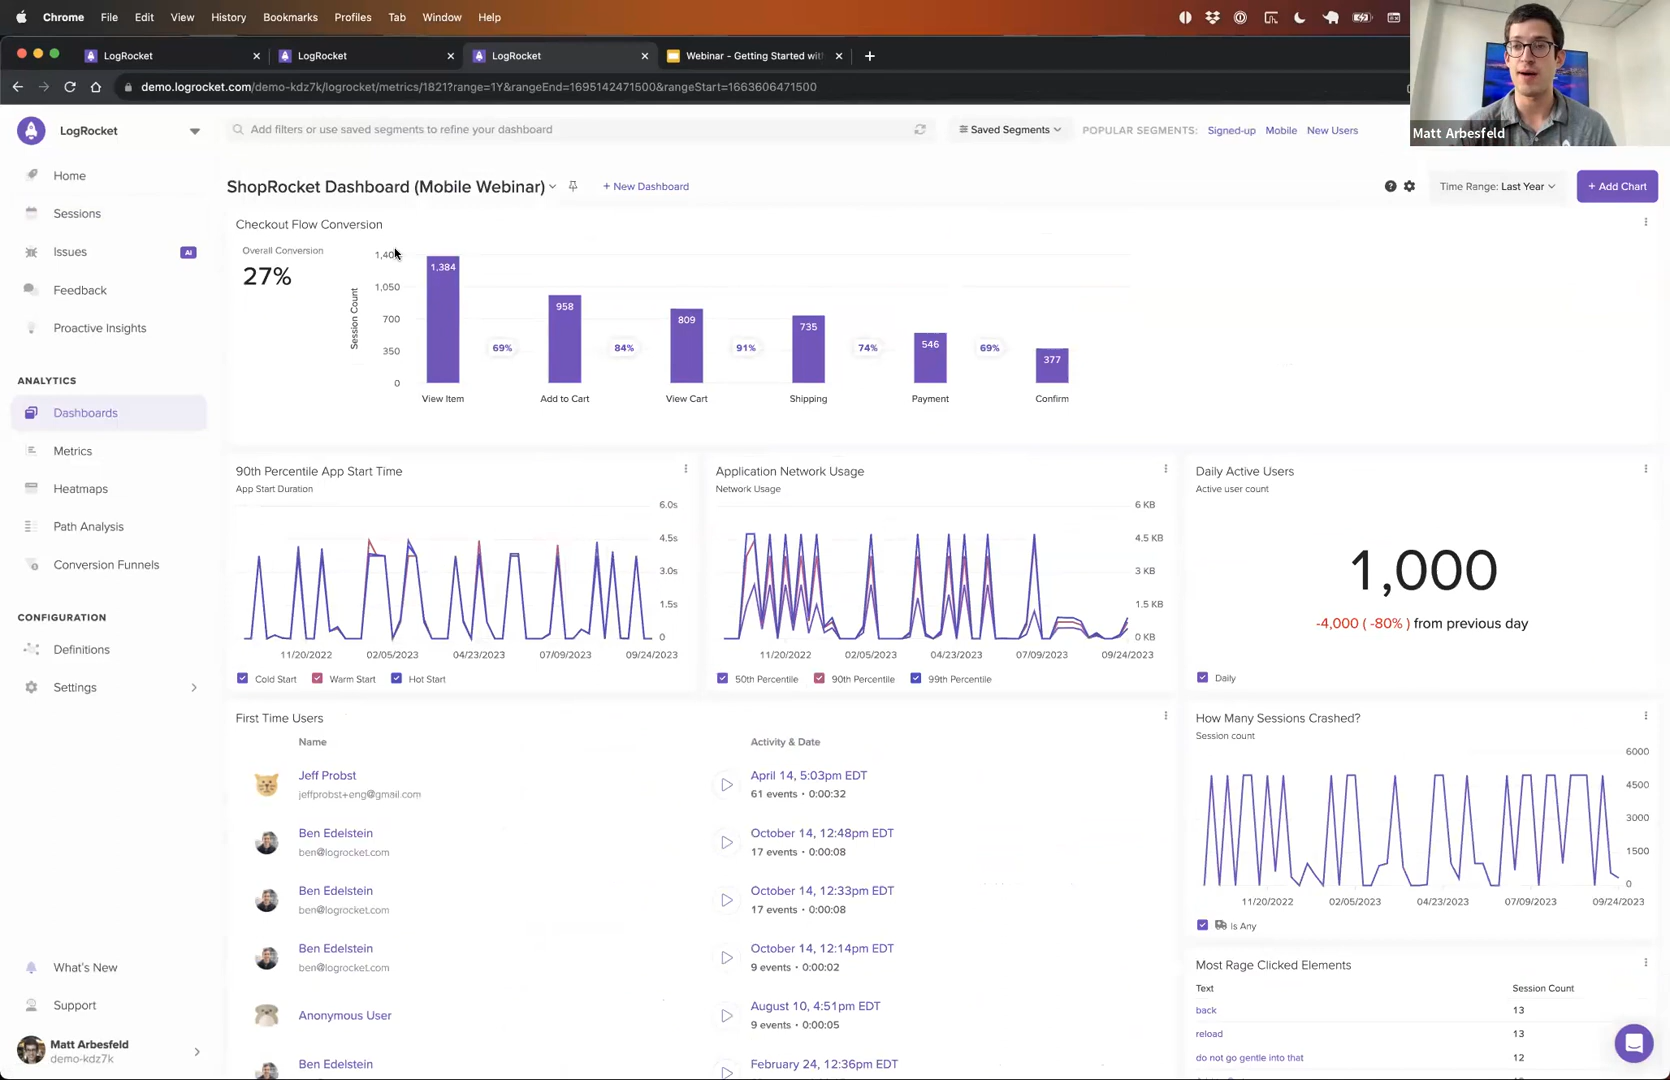 Chrome File Edit View History Bookmarks Profiles Tab Window Help
LogRocket
LogRocket
LogRocket
Webinar - Getting Started wit
demo.logrocket.com/demo-kdz7k/logrocket/metrics/1821?range=1Y&rangeEnd=1695142471500&rangeStart=1663606471500
Matt Arbesfeld
LogRocket
Add filters or use saved segments to refine your dashboard
Saved Segments
POPULAR SEGMENTS: Signed-up Mobile New Users
Home
Sessions
Issues
AI
Feedback
Proactive Insights
ANALYTICS
Dashboards
Metrics
Heatmaps
Path Analysis
Conversion Funnels
CONFIGURATION
Definitions
Settings
What's New
Support
Matt Arbesfeld
demo-kdz7k
ShopRocket Dashboard (Mobile Webinar)
+ New Dashboard
Time Range: Last Year
+ Add Chart
Checkout Flow Conversion
Overall Conversion
27%
Session Count
1,050
700
350
0
1,384
958
809
735
546
377
69%
84%
91%
74%
69%
View Item
Add to Cart
View Cart
Shipping
Payment
Confirm
90th Percentile App Start Time
App Start Duration
6.0s
4.5s
3.0s
1.5s
0
11/20/2022 02/05/2023 04/23/2023 07/09/2023 09/24/2023
Cold Start Warm Start Hot Start
Application Network Usage
Network Usage
6 KB
4.5 KB
3 KB
1.5 KB
0 KB
11/20/2022 02/05/2023 04/23/2023 07/09/2023 09/24/2023
50th Percentile 90th Percentile 99th Percentile
Daily Active Users
Active user count
1,000
-4,000 ( -80% ) from previous day
Daily
First Time Users
Name
Activity & Date
Jeff Probst
jeffprobst+eng@gmail.com
April 14, 5:03pm EDT
61 events • 0:00:32
Ben Edelstein
ben@logrocket.com
October 14, 12:48pm EDT
17 events • 0:00:08
Ben Edelstein
ben@logrocket.com
October 14, 12:33pm EDT
17 events • 0:00:08
Ben Edelstein
ben@logrocket.com
October 14, 12:14pm EDT
9 events • 0:00:02
Anonymous User
August 10, 4:51pm EDT
9 events • 0:00:05
Ben Edelstein
February 24, 12:36pm EDT
How Many Sessions Crashed?
Session count
6000
4500
3000
1500
0
11/20/2022 02/05/2023 04/23/2023 07/09/2023 09/24/2023
Is Any
Most Rage Clicked Elements
Text Session Count
back 13
reload 13
do not go gentle into that 12